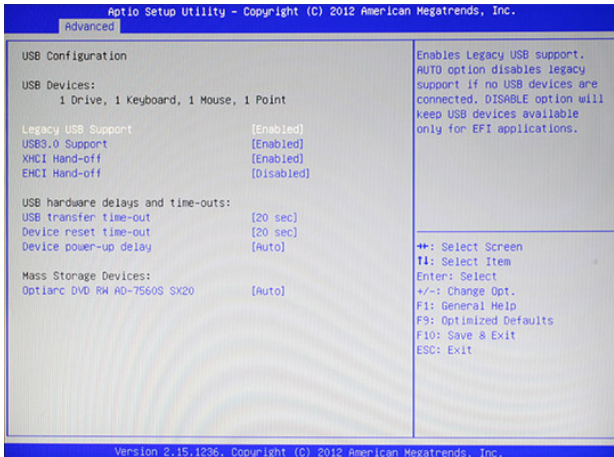 Aptio Setup Utility - Copyright (C) 2012 American Megatrends, Inc.
Advanced
USB Configuration
USB Devices:
1 Drive, 1 Keyboard, 1 Mouse, 1 Point
Legacy USB Support [Enabled]
USB3.0 Support [Enabled]
XHCI Hand-off [Enabled]
EHCI Hand-off [Disabled]
USB hardware delays and time-outs:
USB transfer time-out [20 sec]
Device reset time-out [20 sec]
Device power-up delay [Auto]
Mass Storage Devices:
Optiarc DVD RW AD-7560S SX20 [Auto]
Enables Legacy USB support.
AUTO option disables legacy
support if no USB devices are
connected. DISABLE option will
keep USB devices available
only for EFI applications.
→←: Select Screen
↑↓: Select Item
Enter: Select
+/-: Change Opt.
F1: General Help
F9: Optimized Defaults
F10: Save & Exit
ESC: Exit
Version 2.15.1236. Copyright (C) 2012 American Megatrends, Inc.